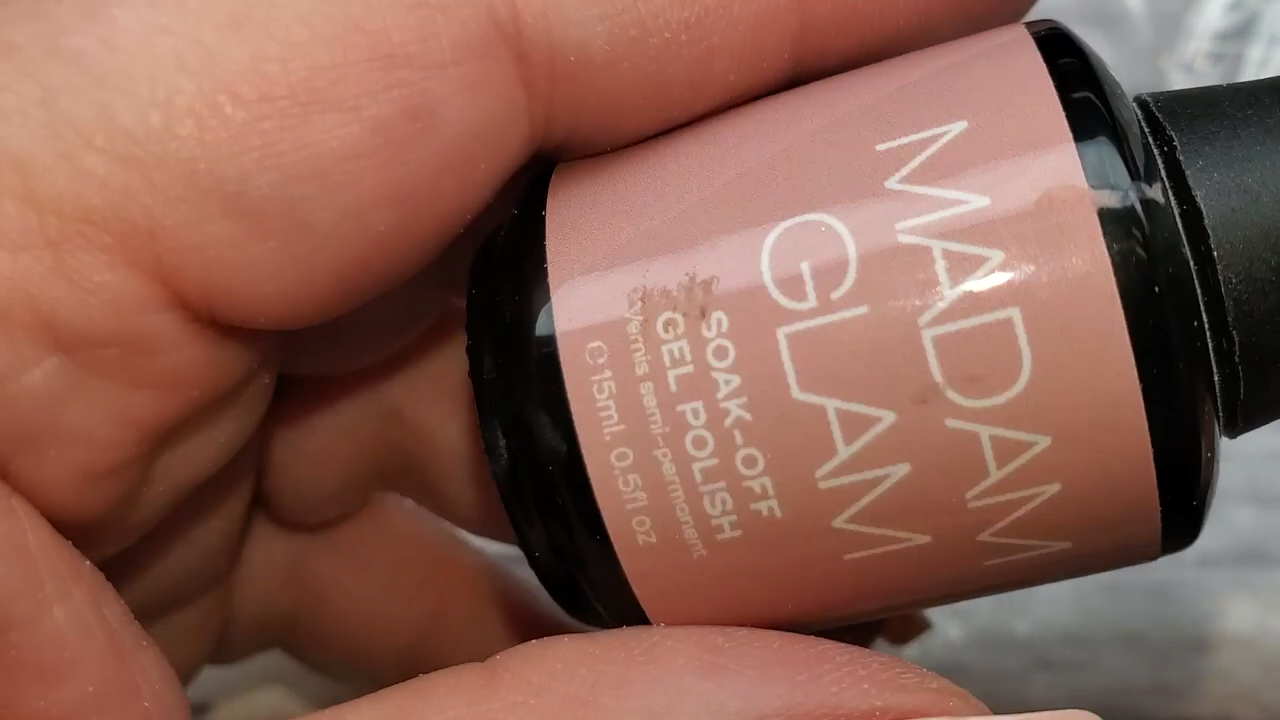 MADAM
GLAM
SOAK-OFF
GEL POLISH
Vernis semi-permanent
℮ 15ml. 0.5fl oz